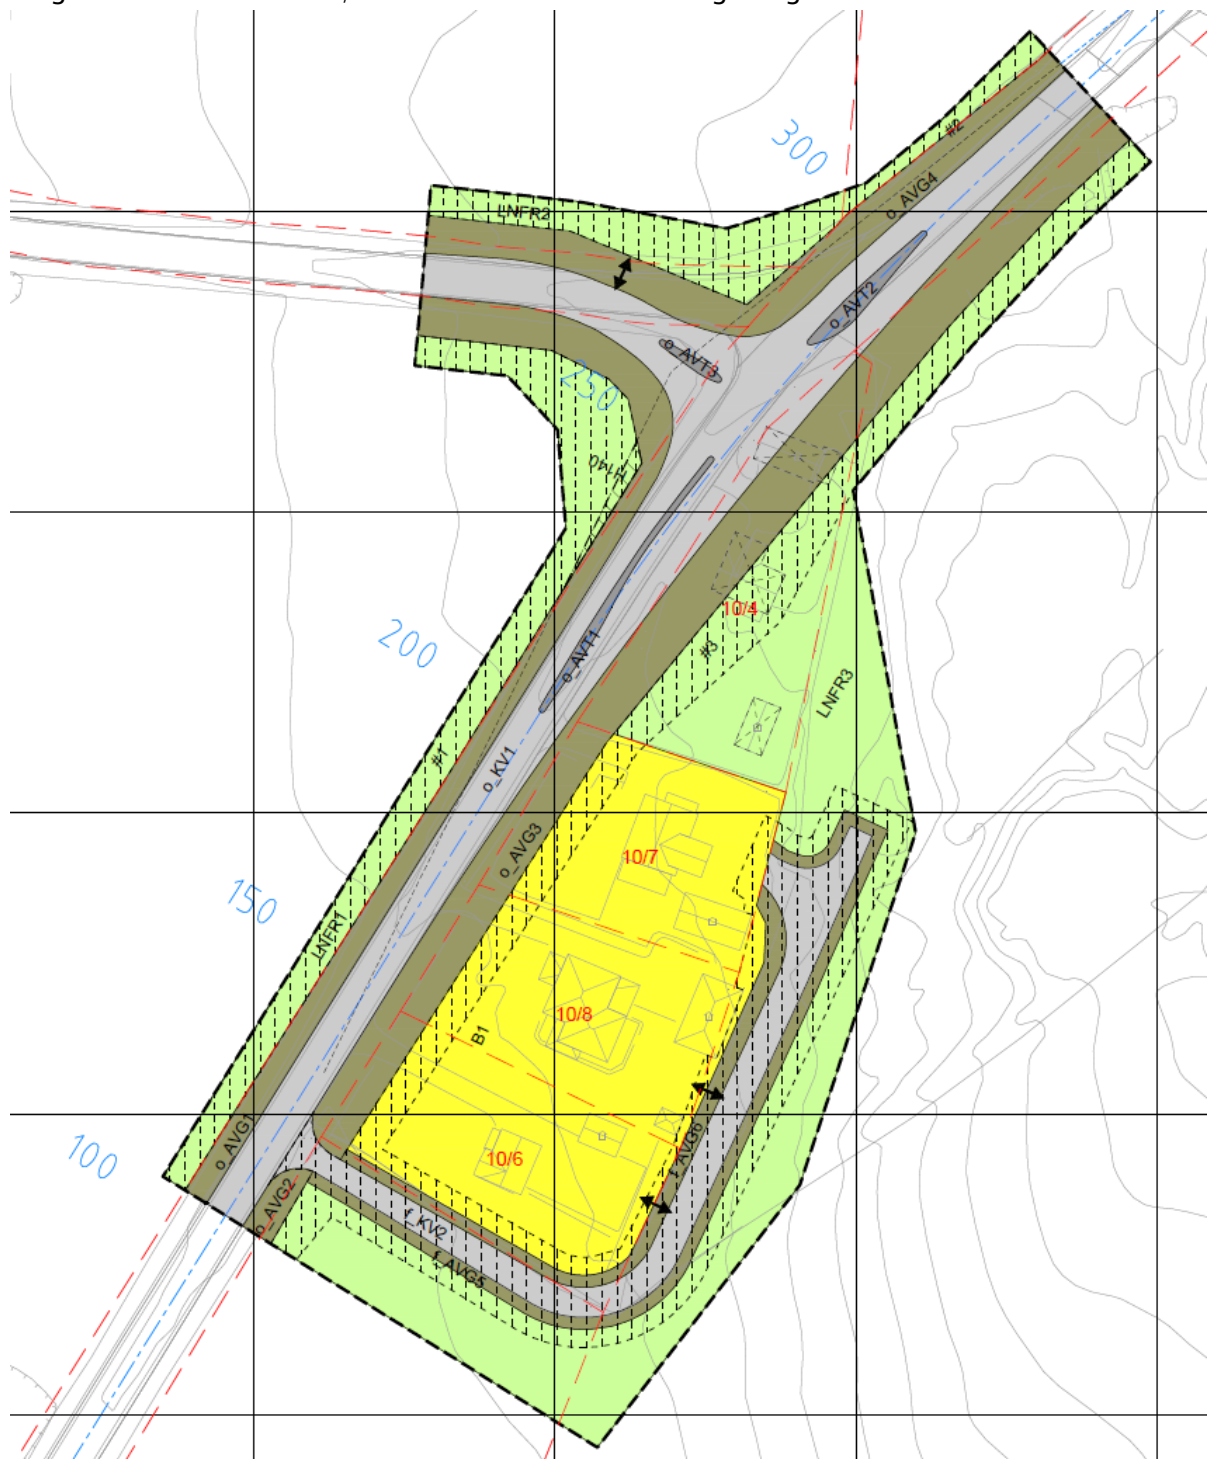 300
#2
o_AVG4
LNFR2
o_AVT2
o_AVT3
250
H140
10/4
200
o_AVT1
#3
LNFR3
#1
o_KV1
o_AVG3
10/7
150
LNFR1
10/8
B1
100
o_AVG1
f_AVG6
10/6
o_AVG2
f_KV2
f_AVG5